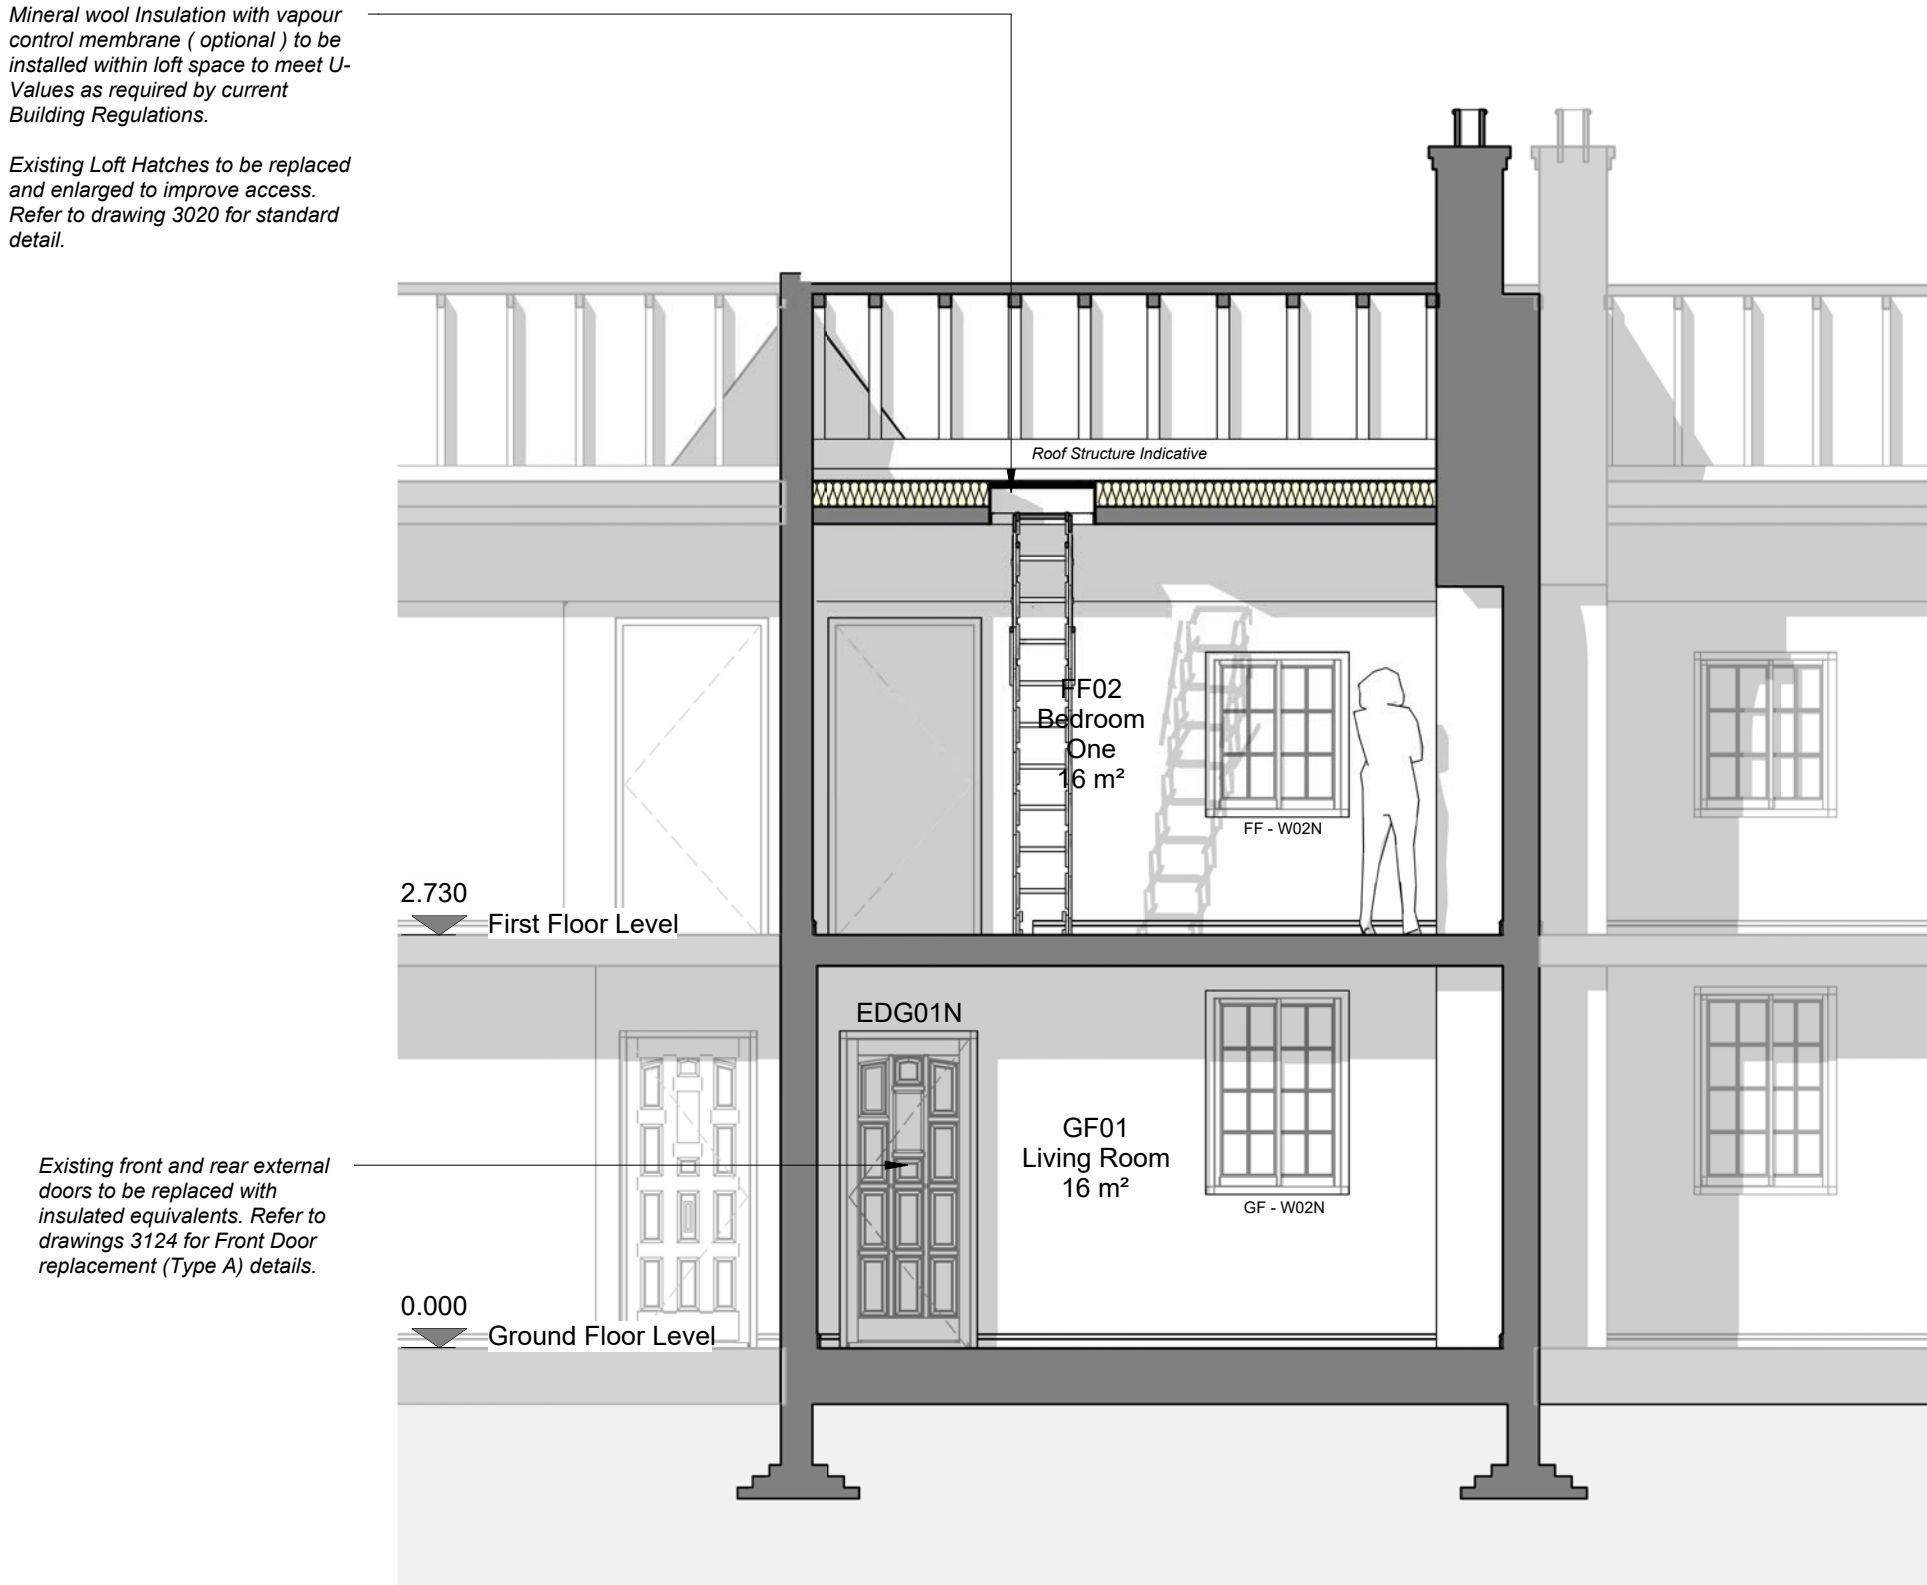 Mineral wool Insulation with vapour
control membrane ( optional ) to be
installed within loft space to meet U-
Values as required by current
Building Regulations.
Existing Loft Hatches to be replaced
and enlarged to improve access.
Refer to drawing 3020 for standard
detail.
Roof Structure Indicative
FF02
Bedroom
One
16 m²
FF - W02N
2.730
First Floor Level
EDG01N
GF01
Living Room
16 m²
GF - W02N
Existing front and rear external
doors to be replaced with
insulated equivalents. Refer to
drawings 3124 for Front Door
replacement (Type A) details.
0.000
Ground Floor Level